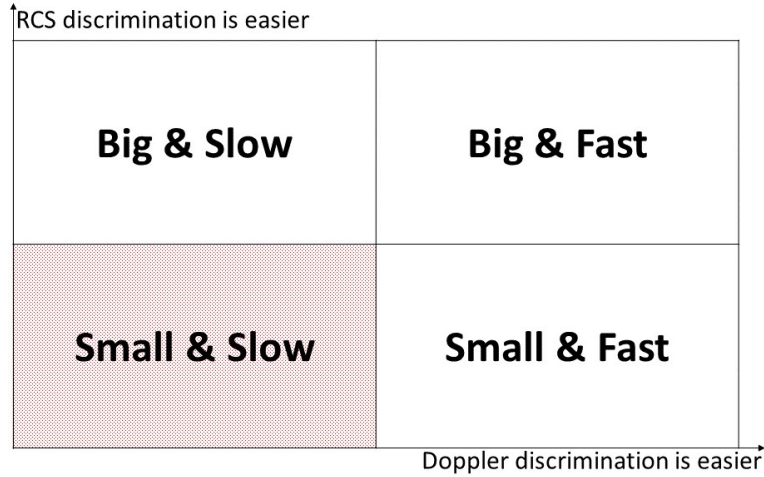 RCS discrimination is easier
Big & Slow
Big & Fast
Small & Slow
Small & Fast
Doppler discrimination is easier